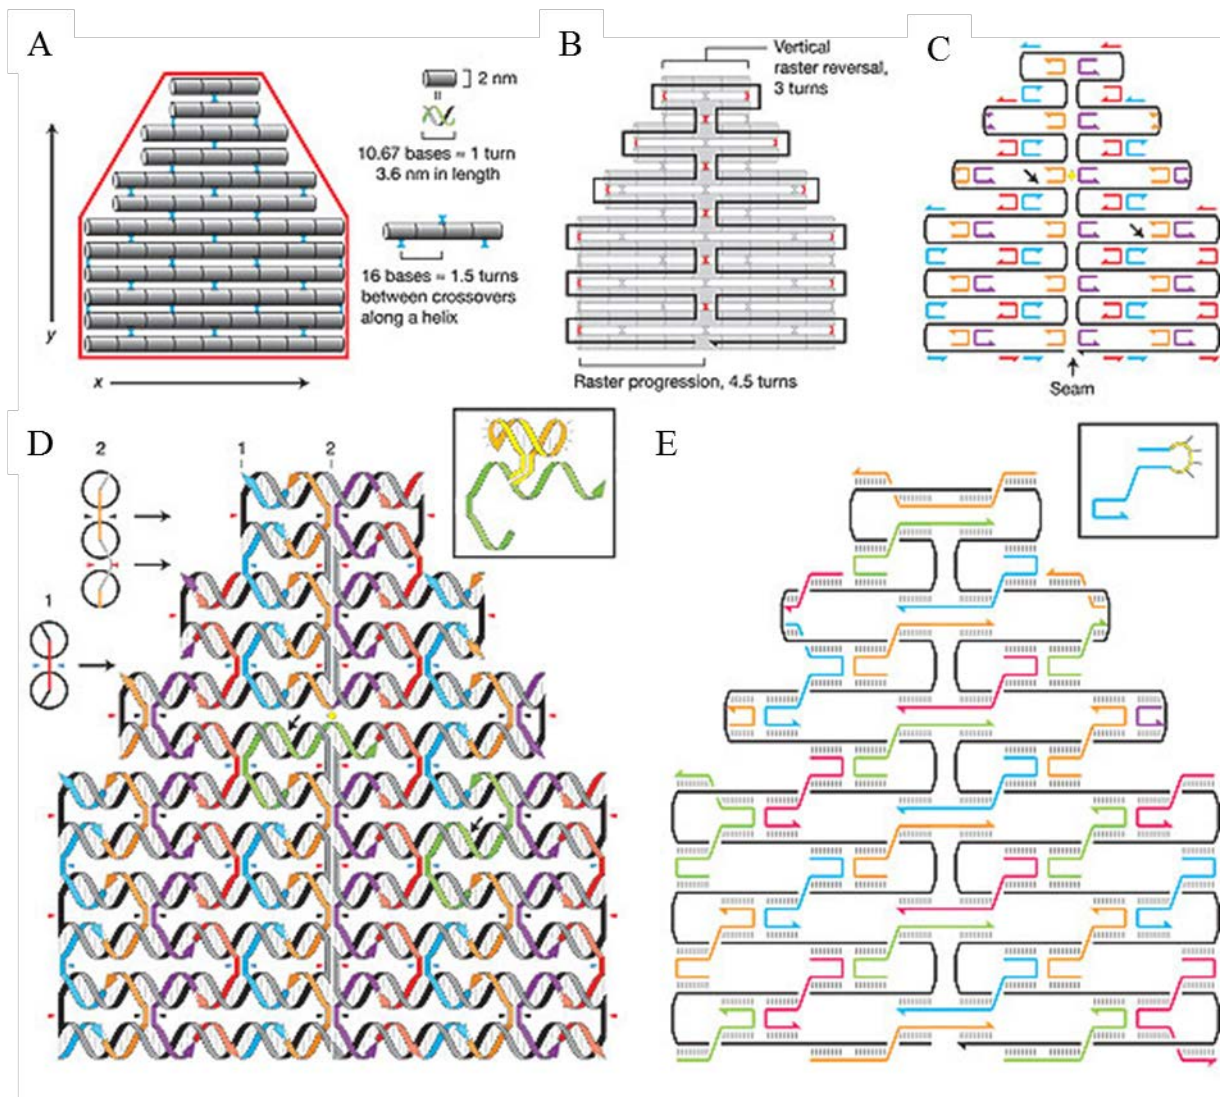 A
2 nm
=
10.67 bases ≈ 1 turn
3.6 nm in length
16 bases ≈ 1.5 turns
between crossovers
along a helix
y
x
B
Vertical
raster reversal,
3 turns
Raster progression, 4.5 turns
C
Seam
D
2
1
1
2
E